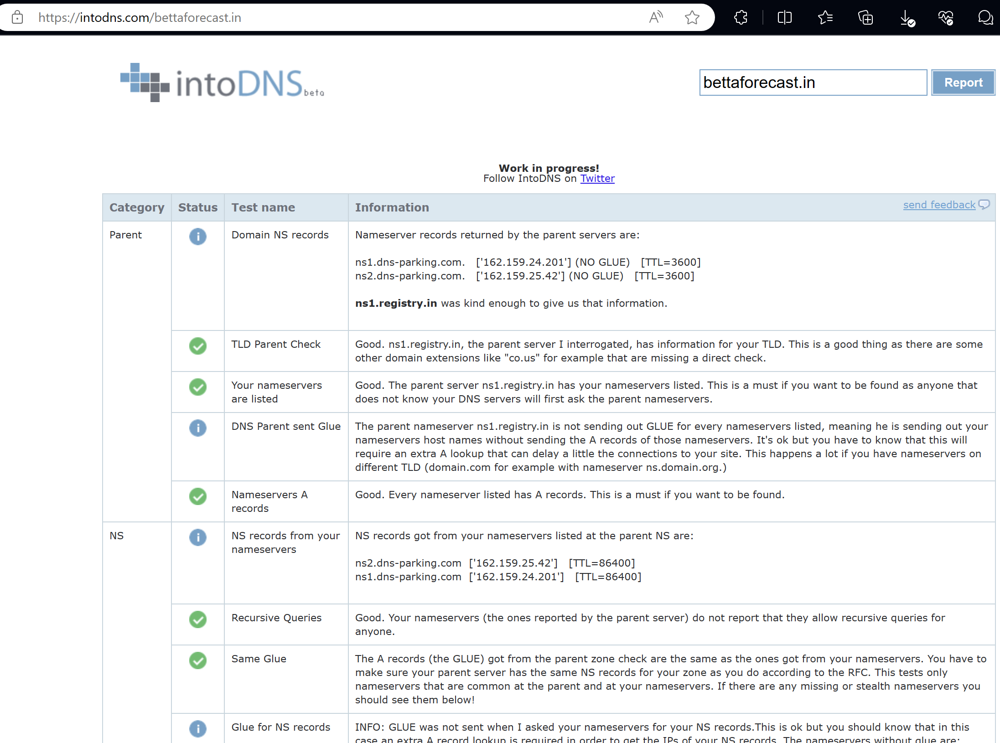 https://intodns.com/bettaforecast.in
intoDNS beta
bettaforecast.in Report
Work in progress!
Follow IntoDNS on Twitter
Category Status Test name Information send feedback
Parent Domain NS records Nameserver records returned by the parent servers are:
ns1.dns-parking.com. ['162.159.24.201'] (NO GLUE) [TTL=3600]
ns2.dns-parking.com. ['162.159.25.42'] (NO GLUE) [TTL=3600]
ns1.registry.in was kind enough to give us that information.
TLD Parent Check Good. ns1.registry.in, the parent server I interrogated, has information for your TLD. This is a good thing as there are some
other domain extensions like "co.us" for example that are missing a direct check.
Your nameservers Good. The parent server ns1.registry.in has your nameservers listed. This is a must if you want to be found as anyone that
are listed does not know your DNS servers will first ask the parent nameservers.
DNS Parent sent Glue The parent nameserver ns1.registry.in is not sending out GLUE for every nameservers listed, meaning he is sending out your
nameservers host names without sending the A records of those nameservers. It's ok but you have to know that this will
require an extra A lookup that can delay a little the connections to your site. This happens a lot if you have nameservers on
different TLD (domain.com for example with nameserver ns.domain.org.)
Nameservers A Good. Every nameserver listed has A records. This is a must if you want to be found.
records
NS NS records from your NS records got from your nameservers listed at the parent NS are:
nameservers
ns2.dns-parking.com ['162.159.25.42'] [TTL=86400]
ns1.dns-parking.com ['162.159.24.201'] [TTL=86400]
Recursive Queries Good. Your nameservers (the ones reported by the parent server) do not report that they allow recursive queries for
anyone.
Same Glue The A records (the GLUE) got from the parent zone check are the same as the ones got from your nameservers. You have to
make sure your parent server has the same NS records for your zone as you do according to the RFC. This tests only
nameservers that are common at the parent and at your nameservers. If there are any missing or stealth nameservers you
should see them below!
Glue for NS records INFO: GLUE was not sent when I asked your nameservers for your NS records.This is ok but you should know that in this
case an extra A record lookup is required in order to get the IPs of your NS records. The nameservers without glue are: